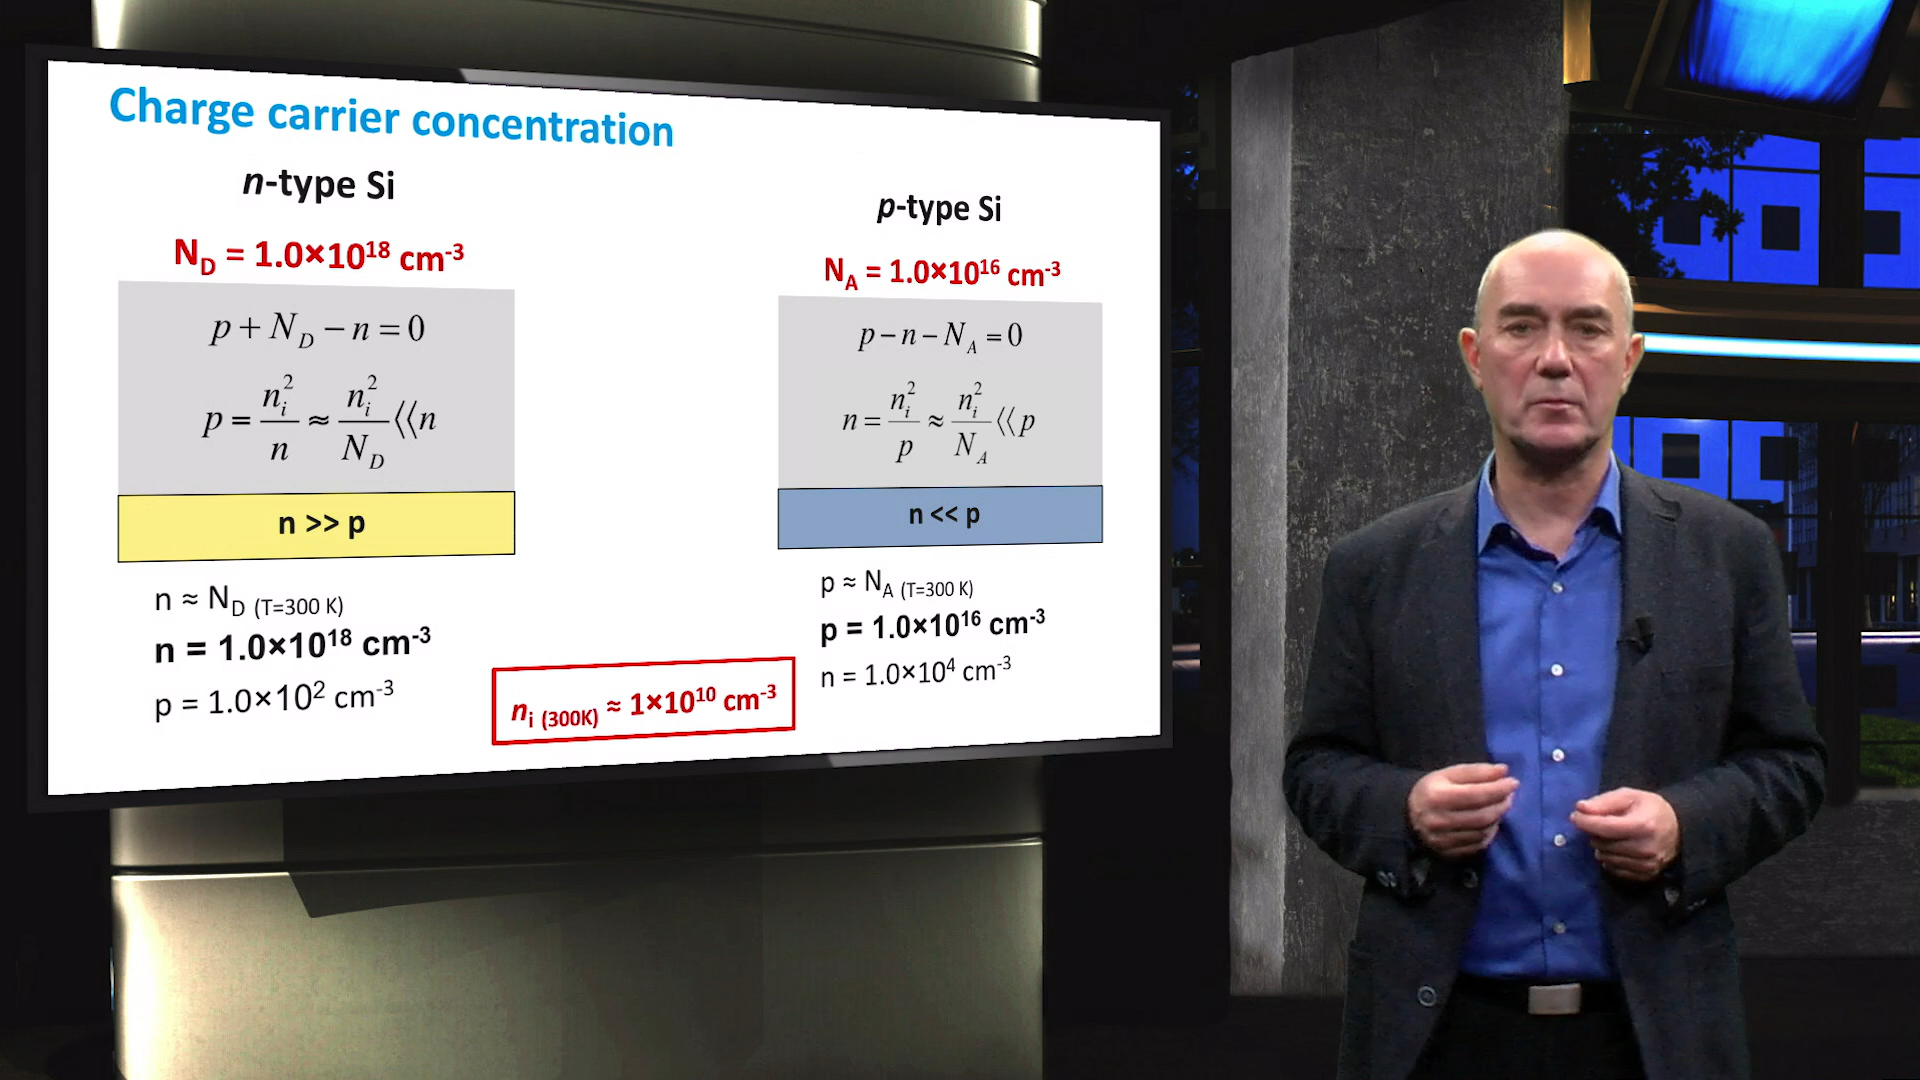 Charge carrier concentration
n-type Si
N_D = 1.0×10^18 cm^-3
p + N_D − n = 0
p = n_i^2 / n ≈ n_i^2 / N_D ⟨⟨ n
n >> p
n ≈ N_D (T=300 K)
n = 1.0×10^18 cm^-3
p = 1.0×10^2 cm^-3
n_i (300K) ≈ 1×10^10 cm^-3
p-type Si
N_A = 1.0×10^16 cm^-3
p − n − N_A = 0
n = n_i^2 / p ≈ n_i^2 / N_A ⟨⟨ p
n << p
p ≈ N_A (T=300 K)
p = 1.0×10^16 cm^-3
n = 1.0×10^4 cm^-3